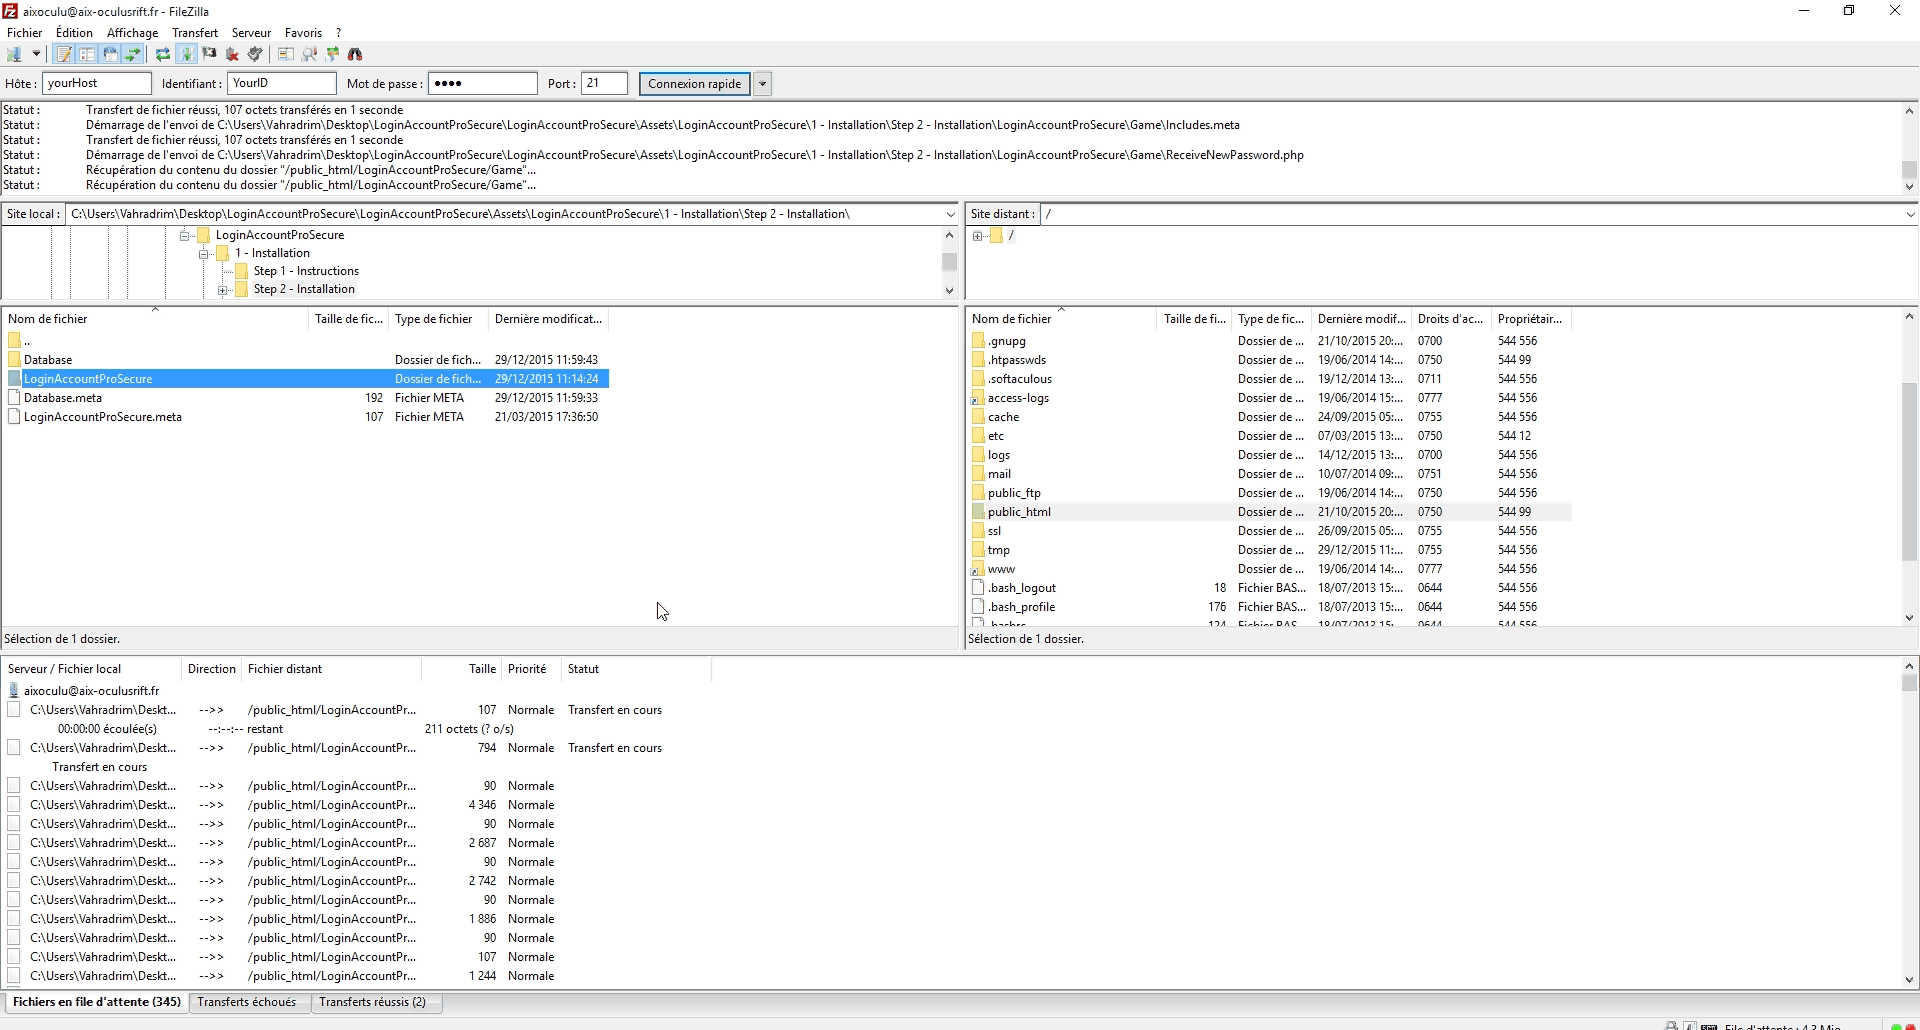 aixoculu@aix-oculusrift.fr - FileZilla
Fichier Édition Affichage Transfert Serveur Favoris ?
Hôte : yourHost Identifiant : YourID Mot de passe : ●●●● Port : 21 Connexion rapide
Statut : Transfert de fichier réussi, 107 octets transférés en 1 seconde
Statut : Démarrage de l'envoi de C:\Users\Vahradrim\Desktop\LoginAccountProSecure\LoginAccountProSecure\Assets\LoginAccountProSecure\1 - Installation\Step 2 - Installation\LoginAccountProSecure\Game\Includes.meta
Statut : Transfert de fichier réussi, 107 octets transférés en 1 seconde
Statut : Démarrage de l'envoi de C:\Users\Vahradrim\Desktop\LoginAccountProSecure\LoginAccountProSecure\Assets\LoginAccountProSecure\1 - Installation\Step 2 - Installation\LoginAccountProSecure\Game\ReceiveNewPassword.php
Statut : Récupération du contenu du dossier "/public_html/LoginAccountProSecure/Game"...
Statut : Récupération du contenu du dossier "/public_html/LoginAccountProSecure/Game"...
Site local : C:\Users\Vahradrim\Desktop\LoginAccountProSecure\LoginAccountProSecure\Assets\LoginAccountProSecure\1 - Installation\Step 2 - Installation\
LoginAccountProSecure
1 - Installation
Step 1 - Instructions
Step 2 - Installation
Nom de fichier Taille de fic... Type de fichier Dernière modificat...
..
Database Dossier de fich... 29/12/2015 11:59:43
LoginAccountProSecure Dossier de fich... 29/12/2015 11:14:24
Database.meta 192 Fichier META 29/12/2015 11:59:33
LoginAccountProSecure.meta 107 Fichier META 21/03/2015 17:36:50
Sélection de 1 dossier.
Site distant : /
/
Nom de fichier Taille de fi... Type de fic... Dernière modif... Droits d'ac... Propriétair...
.gnupg Dossier de ... 21/10/2015 20:... 0700 544 556
.htpasswds Dossier de ... 19/06/2014 14:... 0750 544 99
.softaculous Dossier de ... 19/12/2014 13:... 0711 544 556
access-logs Dossier de ... 19/06/2014 15:... 0777 544 556
cache Dossier de ... 24/09/2015 05:... 0755 544 556
etc Dossier de ... 07/03/2015 13:... 0750 544 12
logs Dossier de ... 14/12/2015 13:... 0700 544 556
mail Dossier de ... 10/07/2014 09:... 0751 544 556
public_ftp Dossier de ... 19/06/2014 14:... 0750 544 556
public_html Dossier de ... 21/10/2015 20:... 0750 544 99
ssl Dossier de ... 26/09/2015 05:... 0755 544 556
tmp Dossier de ... 29/12/2015 11:... 0755 544 556
www Dossier de ... 19/06/2014 14:... 0777 544 556
.bash_logout 18 Fichier BAS... 18/07/2013 15:... 0644 544 556
.bash_profile 176 Fichier BAS... 18/07/2013 15:... 0644 544 556
.bashrc 124 Fichier BAS... 18/07/2013 15:... 0644 544 556
Sélection de 1 dossier.
Serveur / Fichier local Direction Fichier distant Taille Priorité Statut
aixoculu@aix-oculusrift.fr
C:\Users\Vahradrim\Deskt... -->> /public_html/LoginAccountPr... 107 Normale Transfert en cours
00:00:00 écoulée(s) --:--:-- restant 211 octets (? o/s)
C:\Users\Vahradrim\Deskt... -->> /public_html/LoginAccountPr... 794 Normale Transfert en cours
Transfert en cours
C:\Users\Vahradrim\Deskt... -->> /public_html/LoginAccountPr... 90 Normale
C:\Users\Vahradrim\Deskt... -->> /public_html/LoginAccountPr... 4 346 Normale
C:\Users\Vahradrim\Deskt... -->> /public_html/LoginAccountPr... 90 Normale
C:\Users\Vahradrim\Deskt... -->> /public_html/LoginAccountPr... 2 687 Normale
C:\Users\Vahradrim\Deskt... -->> /public_html/LoginAccountPr... 90 Normale
C:\Users\Vahradrim\Deskt... -->> /public_html/LoginAccountPr... 2 742 Normale
C:\Users\Vahradrim\Deskt... -->> /public_html/LoginAccountPr... 90 Normale
C:\Users\Vahradrim\Deskt... -->> /public_html/LoginAccountPr... 1 886 Normale
C:\Users\Vahradrim\Deskt... -->> /public_html/LoginAccountPr... 90 Normale
C:\Users\Vahradrim\Deskt... -->> /public_html/LoginAccountPr... 107 Normale
C:\Users\Vahradrim\Deskt... -->> /public_html/LoginAccountPr... 1 244 Normale
Fichiers en file d'attente (345) Transferts échoués Transferts réussis (2)
File d'attente : 4,3 Mio